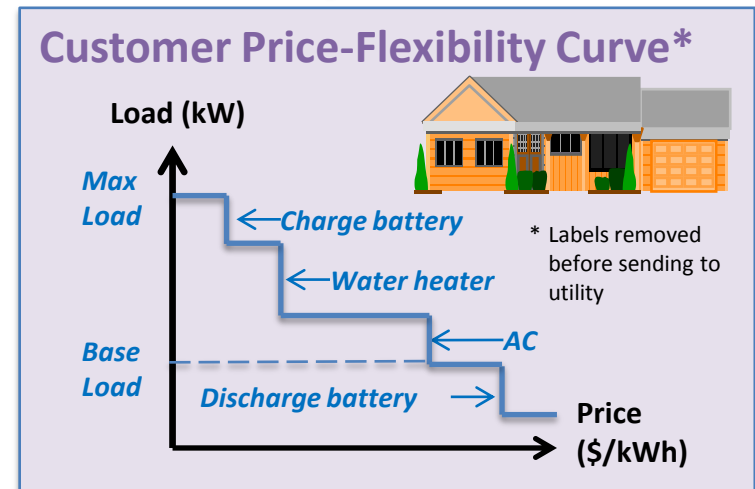 Customer Price-Flexibility Curve*
Load (kW)
Max
Load
Charge battery
* Labels removed
before sending to
utility
Water heater
AC
Base
Load
Discharge battery
Price
($/kWh)